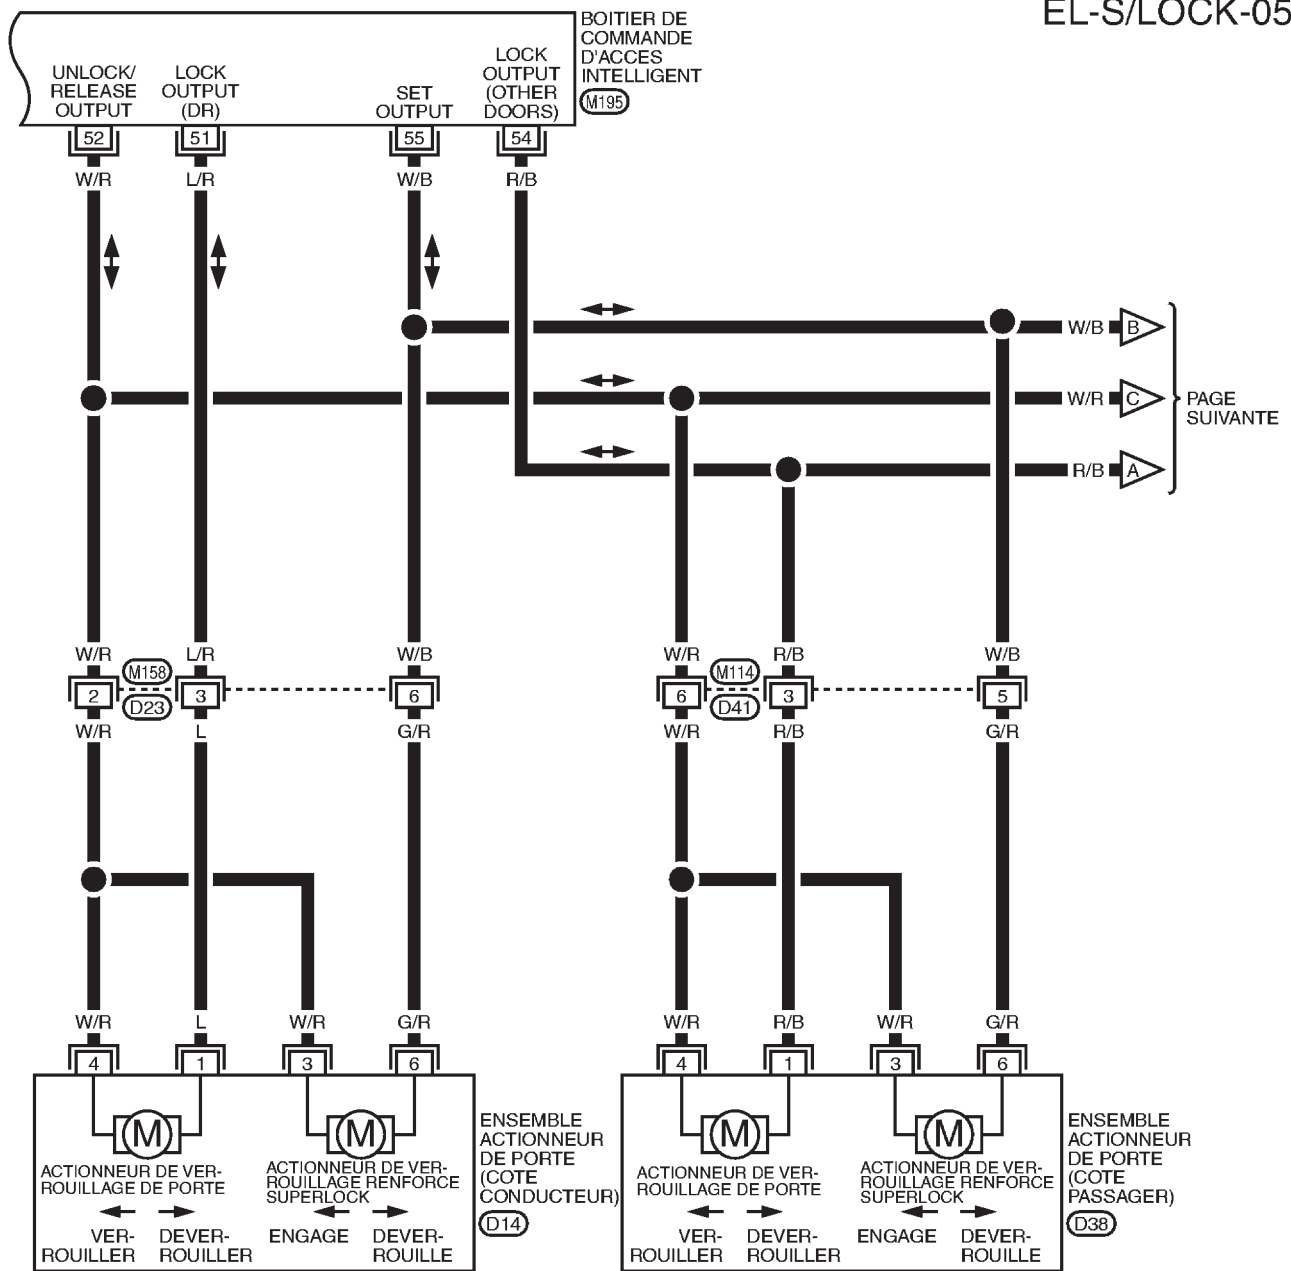 EL-S/LOCK-05
BOITIER DE
COMMANDE
D'ACCES
INTELLIGENT
M195
UNLOCK/
RELEASE
OUTPUT
LOCK
OUTPUT
(DR)
SET
OUTPUT
LOCK
OUTPUT
(OTHER
DOORS)
52 51 55 54
W/R L/R W/B R/B
W/B B
W/R C
R/B A
PAGE
SUIVANTE
W/R L/R W/B W/R R/B W/B
M158 M114
2 3 6 6 3 5
D23 D41
W/R L G/R W/R R/B G/R
W/R L W/R G/R W/R R/B W/R G/R
4 1 3 6 4 1 3 6
M M M M
ACTIONNEUR DE VER-
ROUILLAGE DE PORTE
VER-
ROUILLER
DEVER-
ROUILLER
ACTIONNEUR DE VER-
ROUILLAGE RENFORCE
SUPERLOCK
ENGAGE
DEVER-
ROUILLE
ENSEMBLE
ACTIONNEUR
DE PORTE
(COTE
CONDUCTEUR)
D14
ACTIONNEUR DE VER-
ROUILLAGE DE PORTE
VER-
ROUILLER
DEVER-
ROUILLER
ACTIONNEUR DE VER-
ROUILLAGE RENFORCE
SUPERLOCK
ENGAGE
DEVER-
ROUILLE
ENSEMBLE
ACTIONNEUR
DE PORTE
(COTE
PASSAGER)
D38